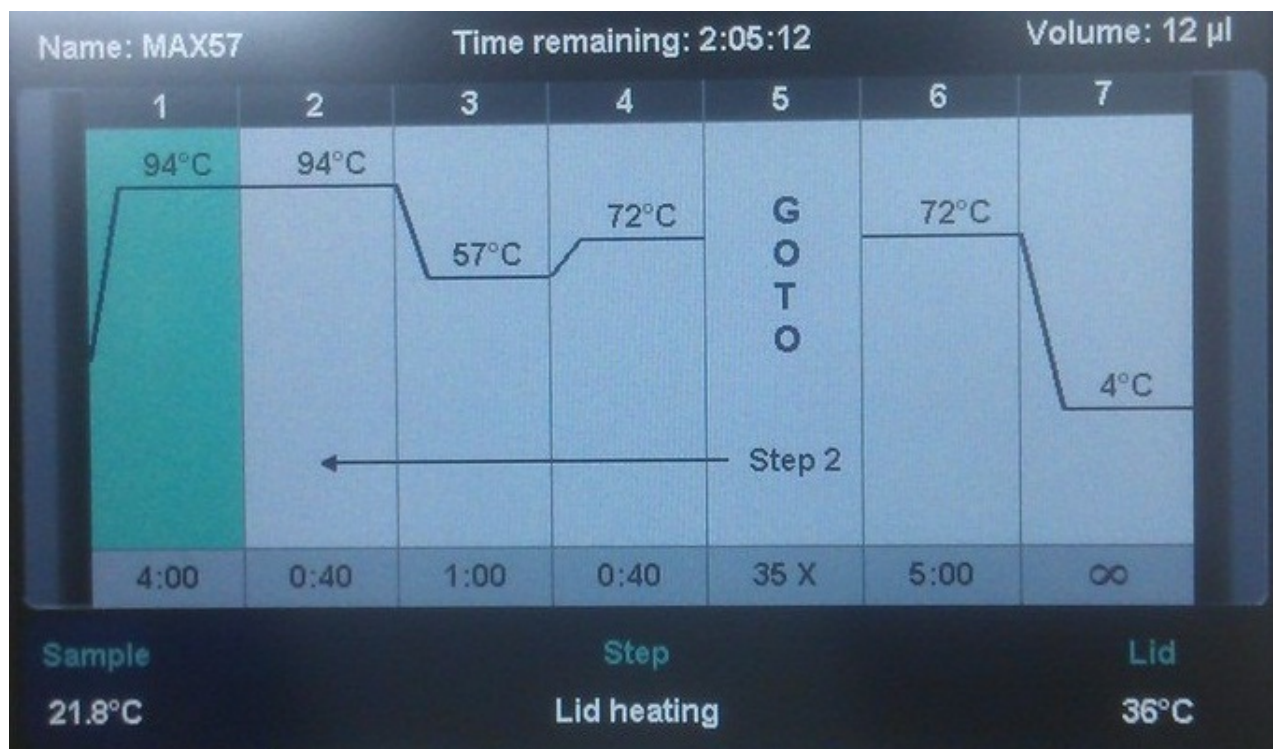 Name: MAX57 Time remaining: 2:05:12 Volume: 12 µl
1 2 3 4 5 6 7
94°C 94°C
72°C 72°C
57°C
GOTO
4°C
Step 2
4:00 0:40 1:00 0:40 35 X 5:00 ∞
Sample Step Lid
21.8°C Lid heating 36°C